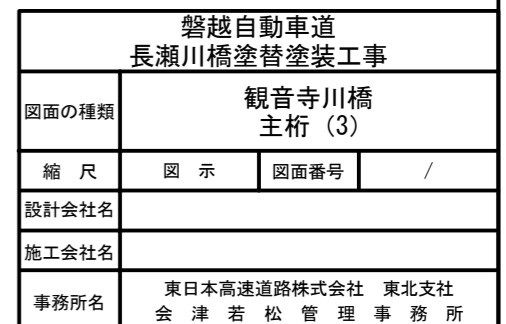 磐越自動車道
長瀬川橋塗替塗装工事
図面の種類
観音寺川橋
主桁（3）
縮　尺　図　示　図面番号　/
設計会社名
施工会社名
事務所名
東日本高速道路株式会社　東北支社
会　津　若　松　管　理　事　務　所